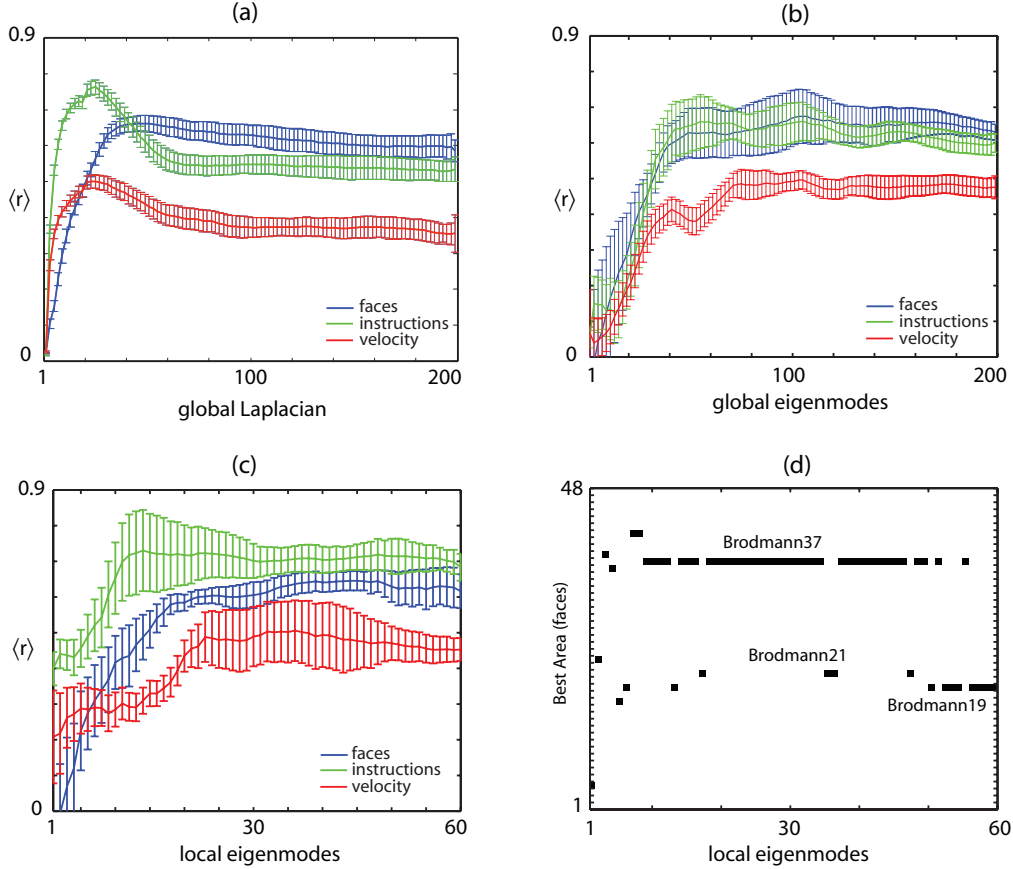 (a)
0.9
⟨r⟩
0
faces
instructions
velocity
1
100
200
global Laplacian
(b)
0.9
⟨r⟩
0
faces
instructions
velocity
1
100
200
global eigenmodes
(c)
0.9
⟨r⟩
0
faces
instructions
velocity
1
30
60
local eigenmodes
(d)
48
Best Area (faces)
1
Brodmann37
Brodmann21
Brodmann19
1
30
60
local eigenmodes